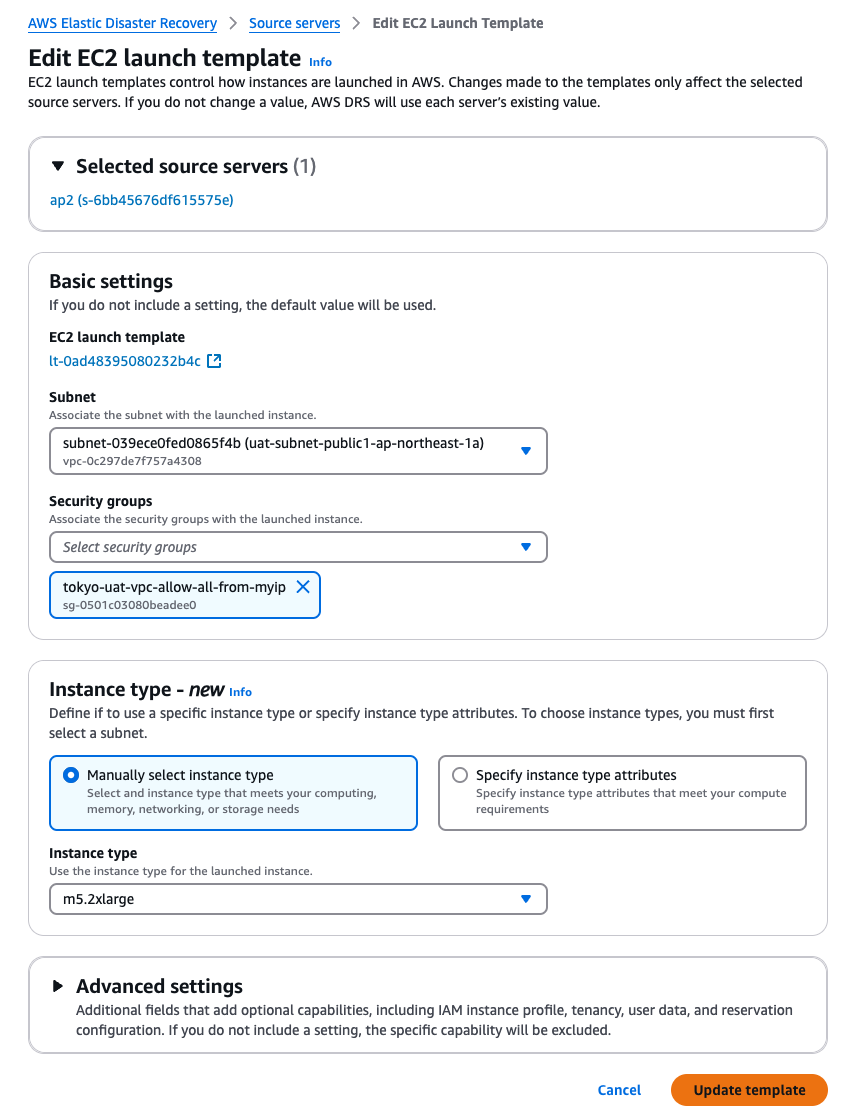 AWS Elastic Disaster Recovery > Source servers > Edit EC2 Launch Template
Edit EC2 launch template Info
EC2 launch templates control how instances are launched in AWS. Changes made to the templates only affect the selected
source servers. If you do not change a value, AWS DRS will use each server's existing value.
Selected source servers (1)
ap2 (s-6bb45676df615575e)
Basic settings
If you do not include a setting, the default value will be used.
EC2 launch template
lt-0ad48395080232b4c
Subnet
Associate the subnet with the launched instance.
subnet-039ece0fed0865f4b (uat-subnet-public1-ap-northeast-1a)
vpc-0c297de7f757a4308
Security groups
Associate the security groups with the launched instance.
Select security groups
tokyo-uat-vpc-allow-all-from-myip
sg-0501c03080beadee0
Instance type - new Info
Define if to use a specific instance type or specify instance type attributes. To choose instance types, you must first
select a subnet.
Manually select instance type
Select and instance type that meets your computing,
memory, networking, or storage needs
Specify instance type attributes
Specify instance type attributes that meet your compute
requirements
Instance type
Use the instance type for the launched instance.
m5.2xlarge
Advanced settings
Additional fields that add optional capabilities, including IAM instance profile, tenancy, user data, and reservation
configuration. If you do not include a setting, the specific capability will be excluded.
Cancel
Update template